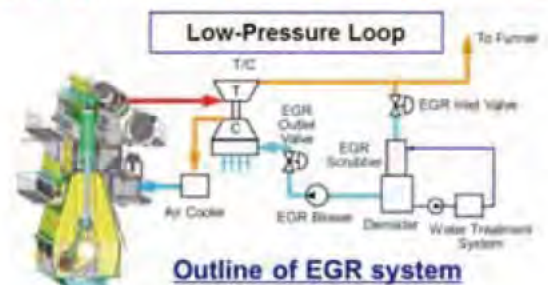 Low-Pressure Loop
T/C
To Funnel
T
C
EGR
Outlet
Valve
EGR Inlet Valve
EGR
Scrubber
Air Cooler
EGR Blower
Demister
Water Treatment
System
Outline of EGR system